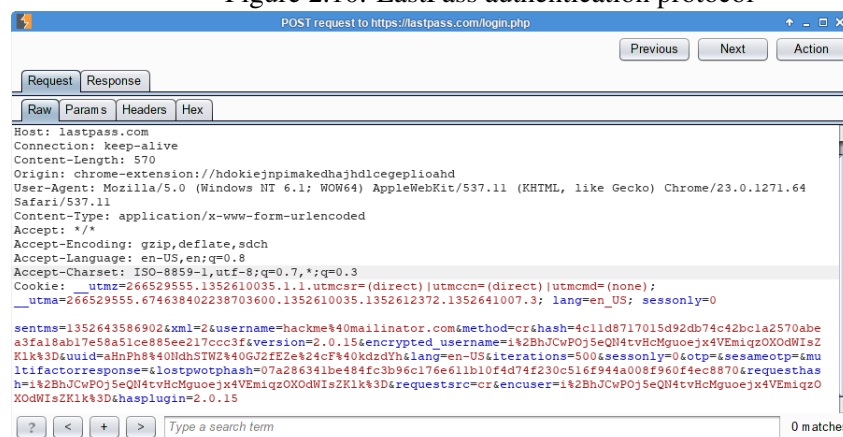 Figure 2.10: LastPass authentication protocol
POST request to https://lastpass.com/login.php
Previous Next Action
Request Response
Raw Params Headers Hex
Host: lastpass.com
Connection: keep-alive
Content-Length: 570
Origin: chrome-extension://hdokiejnpimakedhajhdlcegeplioahd
User-Agent: Mozilla/5.0 (Windows NT 6.1; WOW64) AppleWebKit/537.11 (KHTML, like Gecko) Chrome/23.0.1271.64
Safari/537.11
Content-Type: application/x-www-form-urlencoded
Accept: */*
Accept-Encoding: gzip,deflate,sdch
Accept-Language: en-US,en;q=0.8
Accept-Charset: ISO-8859-1,utf-8;q=0.7,*;q=0.3
Cookie: __utmz=266529555.1352610035.1.1.utmcsr=(direct)|utmccn=(direct)|utmcmd=(none);
__utma=266529555.674638402238703600.1352610035.1352612372.1352641007.3; lang=en_US; sessonly=0
sentms=1352643586902&xml=2&username=hackme%40mailinator.com&method=cr&hash=4c11d8717015d92db74c42bc1a2570abe
a3fa18ab17e58a51ce885ee217ccc3f&version=2.0.15&encrypted_username=i%2BhJCwPOj5eQN4tvHcMguoejx4VEmiqzOXOdWIsZ
K1k%3D&uuid=aHnPh8%40NdhSTWZ%40GJ2fEZe%24cF%40kdzdYh&lang=en-US&iterations=500&sessonly=0&otp=&sesameotp=&mu
ltifactorresponse=&lostpwotphash=07a286341be484fc3b96c176e611b10f4d74f230c516f944a008f960f4ec8870&requesthas
h=i%2BhJCwPOj5eQN4tvHcMguoejx4VEmiqzOXOdWIsZK1k%3D&requestsrc=cr&encuser=i%2BhJCwPOj5eQN4tvHcMguoejx4VEmiqzO
XOdWIsZK1k%3D&hasplugin=2.0.15
? < + > Type a search term 0 matches